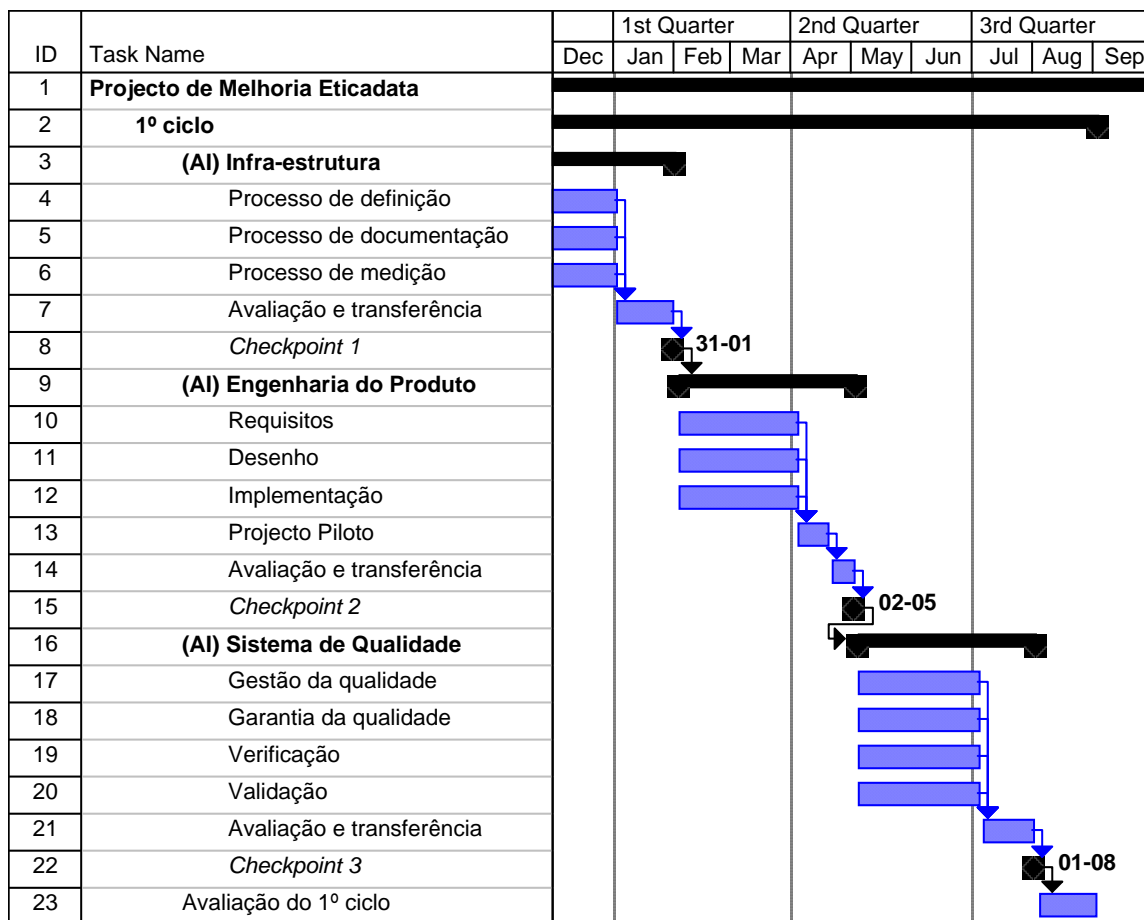 1st Quarter 2nd Quarter 3rd Quarter
ID Task Name Dec Jan Feb Mar Apr May Jun Jul Aug Sep
1 Projecto de Melhoria Eticadata
2 1º ciclo
3 (AI) Infra-estrutura
4 Processo de definição
5 Processo de documentação
6 Processo de medição
7 Avaliação e transferência
8 Checkpoint 1 31-01
9 (AI) Engenharia do Produto
10 Requisitos
11 Desenho
12 Implementação
13 Projecto Piloto
14 Avaliação e transferência
15 Checkpoint 2 02-05
16 (AI) Sistema de Qualidade
17 Gestão da qualidade
18 Garantia da qualidade
19 Verificação
20 Validação
21 Avaliação e transferência
22 Checkpoint 3 01-08
23 Avaliação do 1º ciclo